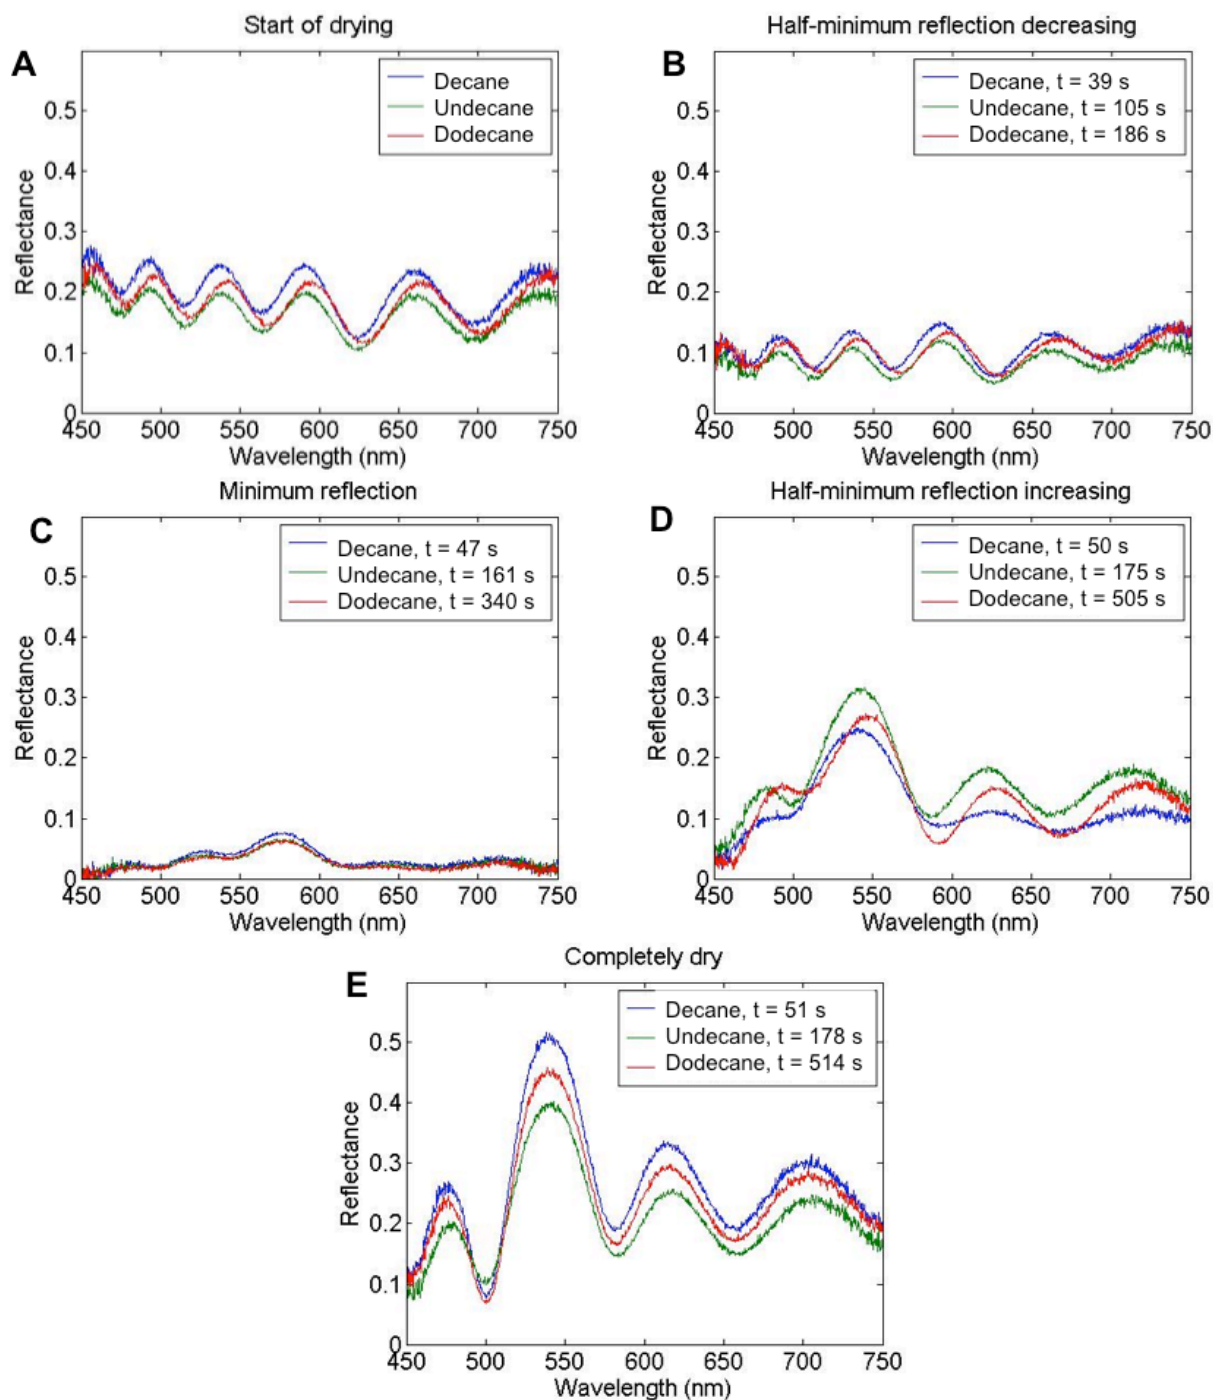 Start of drying
A
Decane
Undecane
Dodecane
0.5
0.4
0.3
0.2
0.1
0
Reflectance
450 500 550 600 650 700 750
Wavelength (nm)
Half-minimum reflection decreasing
B
Decane, t = 39 s
Undecane, t = 105 s
Dodecane, t = 186 s
0.5
0.4
0.3
0.2
0.1
0
Reflectance
450 500 550 600 650 700 750
Wavelength (nm)
Minimum reflection
C
Decane, t = 47 s
Undecane, t = 161 s
Dodecane, t = 340 s
0.5
0.4
0.3
0.2
0.1
0
Reflectance
450 500 550 600 650 700 750
Wavelength (nm)
Half-minimum reflection increasing
D
Decane, t = 50 s
Undecane, t = 175 s
Dodecane, t = 505 s
0.5
0.4
0.3
0.2
0.1
0
Reflectance
450 500 550 600 650 700 750
Wavelength (nm)
Completely dry
E
Decane, t = 51 s
Undecane, t = 178 s
Dodecane, t = 514 s
0.5
0.4
0.3
0.2
0.1
0
Reflectance
450 500 550 600 650 700 750
Wavelength (nm)